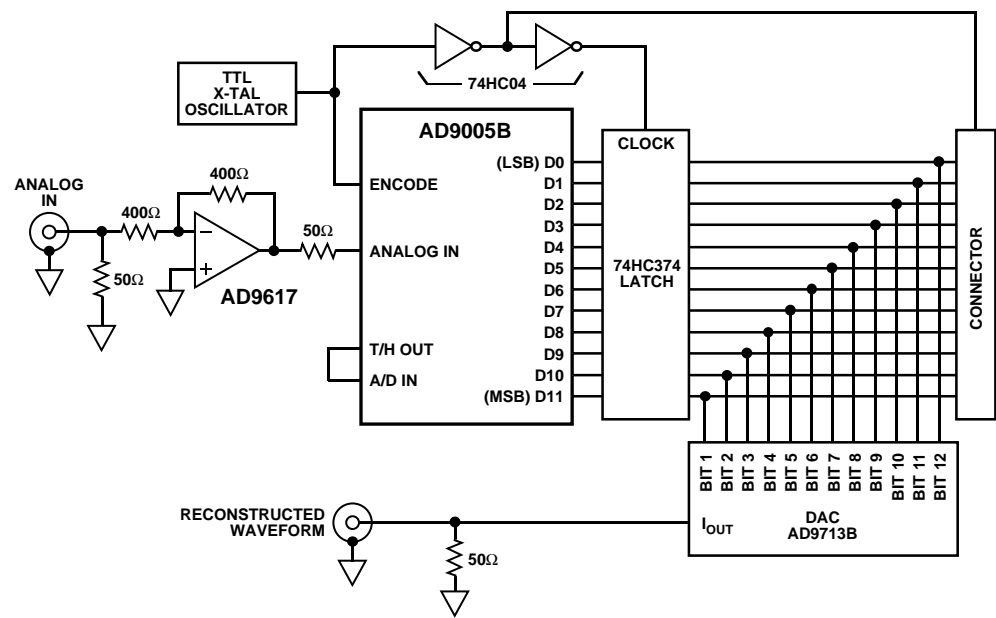 TTL
X-TAL
OSCILLATOR
74HC04
AD9005B
ENCODE
ANALOG IN
T/H OUT
A/D IN
(LSB) D0
D1
D2
D3
D4
D5
D6
D7
D8
D9
D10
(MSB) D11
CLOCK
74HC374
LATCH
CONNECTOR
ANALOG
IN
50Ω
400Ω
400Ω
−
+
AD9617
50Ω
BIT 1
BIT 2
BIT 3
BIT 4
BIT 5
BIT 6
BIT 7
BIT 8
BIT 9
BIT 10
BIT 11
BIT 12
IOUT
DAC
AD9713B
RECONSTRUCTED
WAVEFORM
50Ω